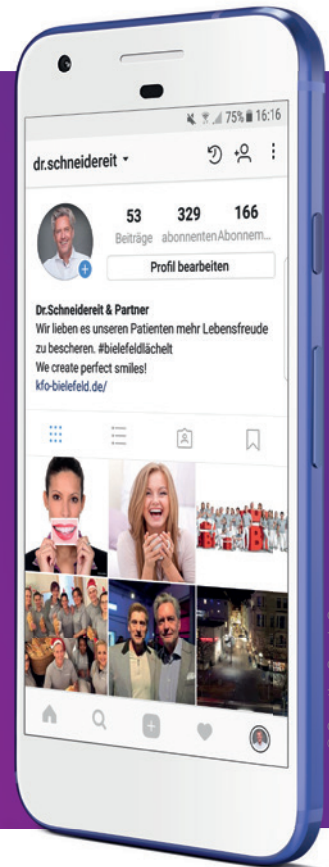 75% 16:16
dr.schneidereit
53 329 166
Beiträge abonnenten Abonnem...
Profil bearbeiten
Dr.Schneidereit & Partner
Wir lieben es unseren Patienten mehr Lebensfreude
zu bescheren. #bielefeldlächelt
We create perfect smiles!
kfo-bielefeld.de/